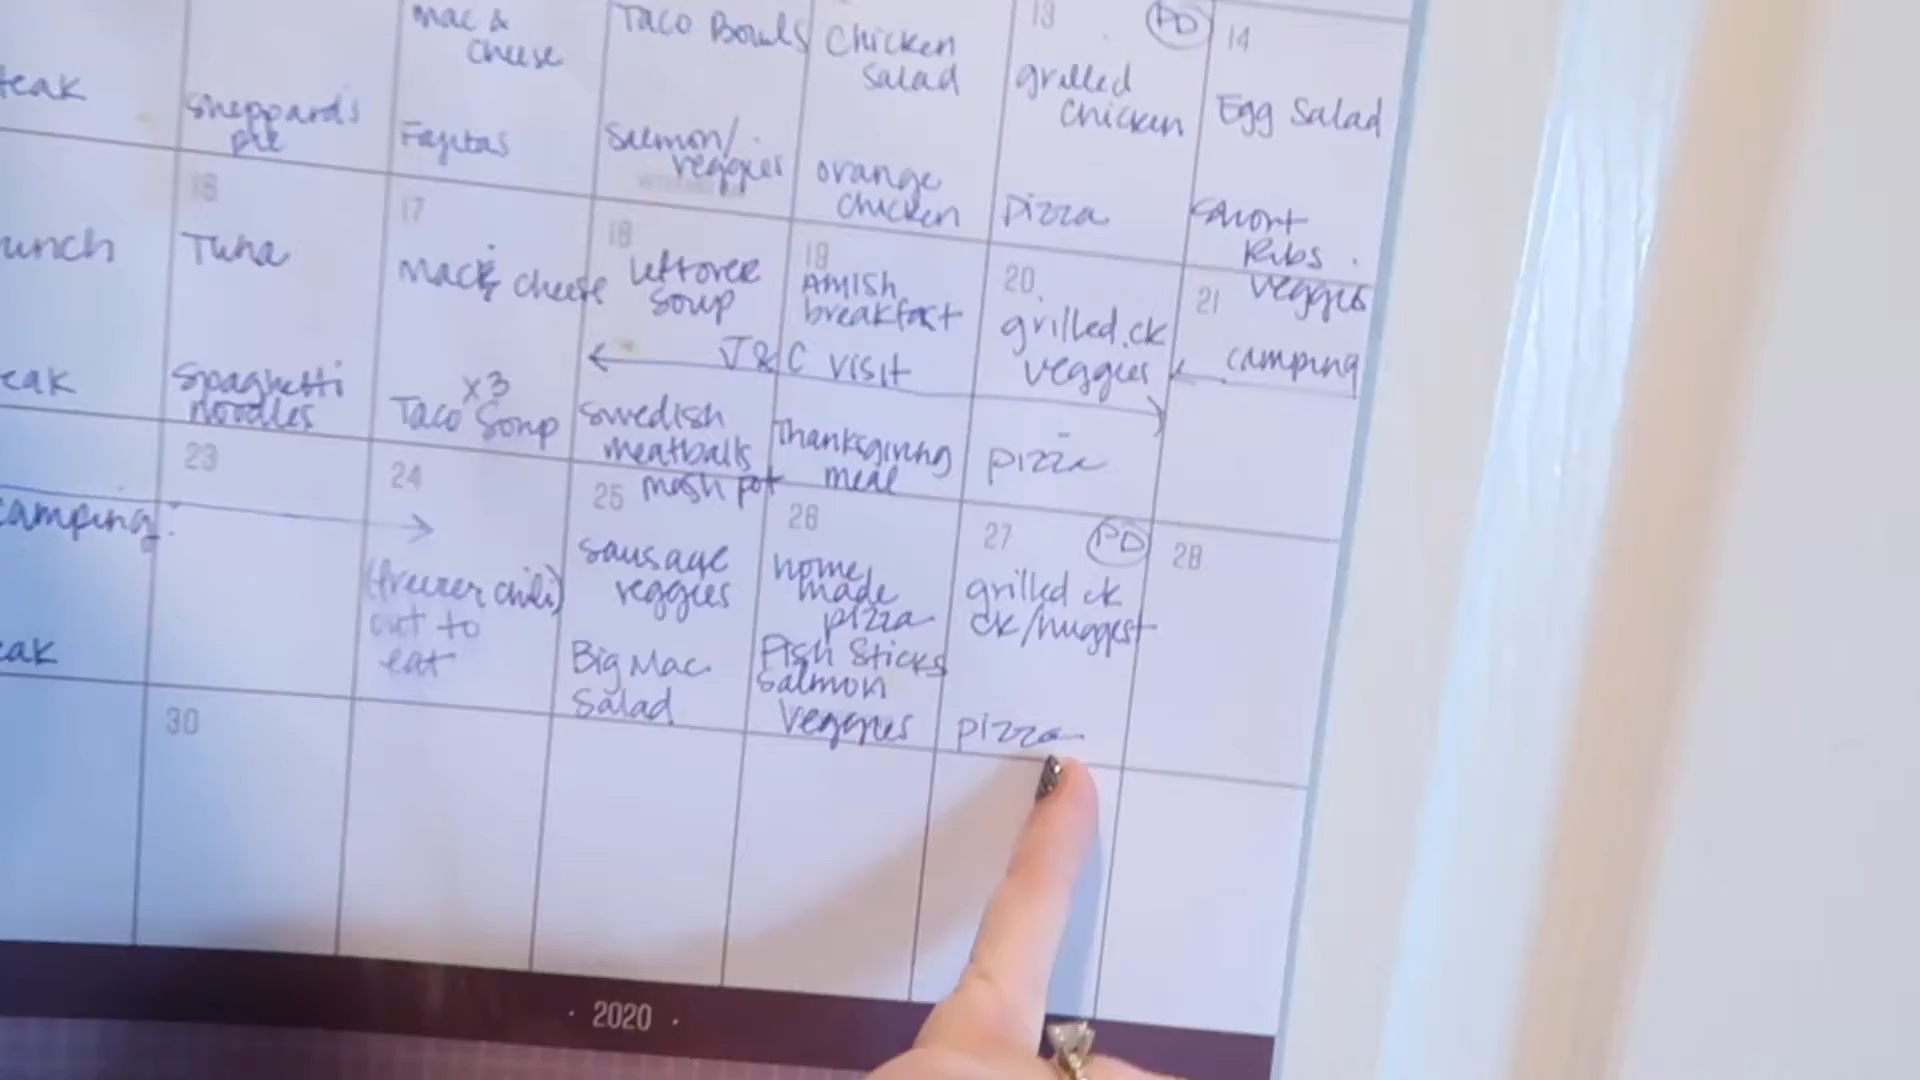 mac &
cheese
Taco Bowls
Chicken
Salad
13
PD
grilled
Chicken
14
Egg Salad
teak
Sheppards
pie
Fajitas
Salmon/
veggies
orange
chicken
pizza
Short
Ribs
veggies
unch
16
Tuna
17
Mac & cheese
18
leftover
soup
19
Amish
breakfast
20
grilled ck
veggies
21
camping
J&C visit
eak
Spaghetti
noodles
x3
Taco Soup
Swedish
meatballs
mash pot
Thanksgiving
meal
pizza
camping
23
24
(freezer chili)
out to
eat
25
sausage
veggies
26
home
made
pizza
27
PD
grilled ck
ck/nuggest
28
eak
Big Mac
Salad
Fish Sticks
Salmon
Veggies
pizza
30
· 2020 ·